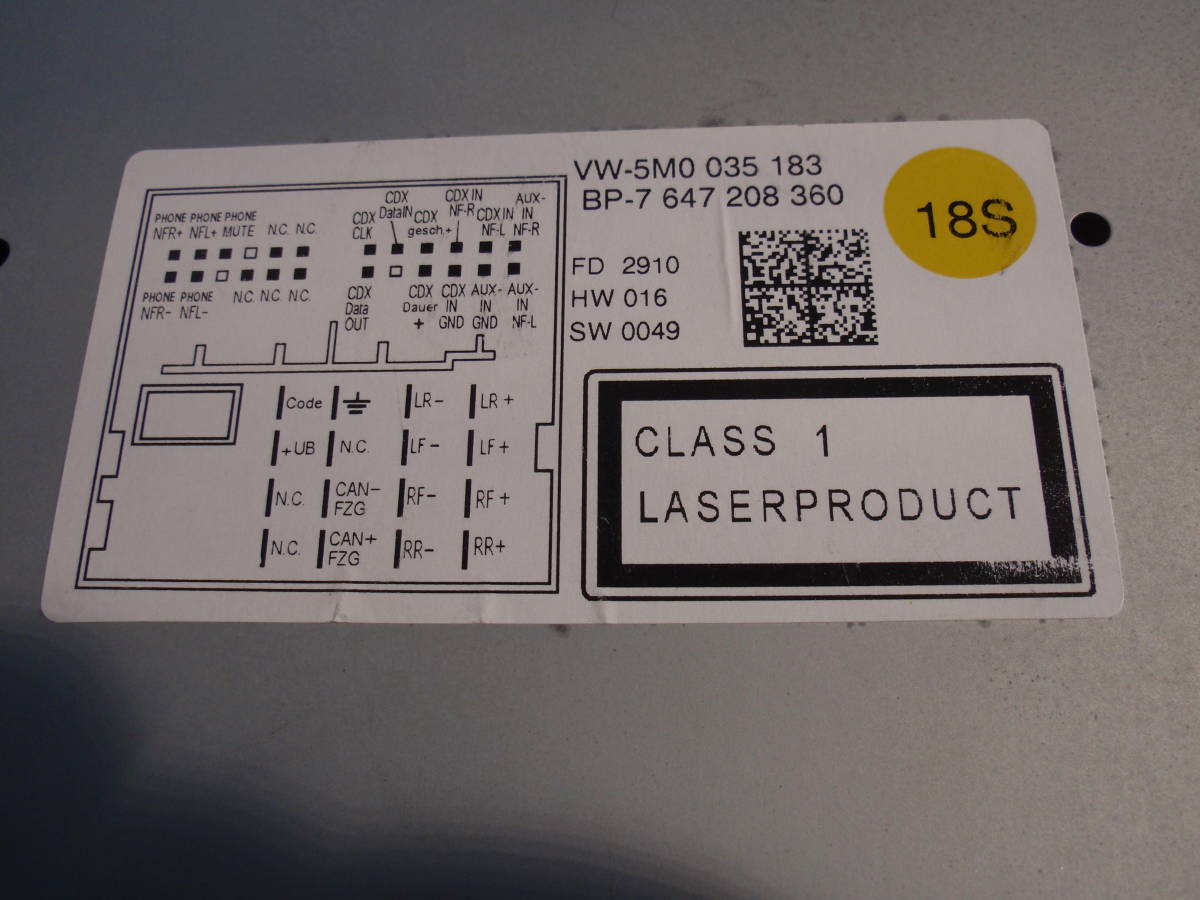 VW-5M0 035 183
BP-7 647 208 360
18S
FD 2910
HW 016
SW 0049
PHONE NFR+
PHONE NFL+
PHONE MUTE
N.C.
N.C.
PHONE NFR-
PHONE NFL-
N.C.
N.C.
N.C.
CDX CLK
CDX DataIN
CDX gesch.+
CDX IN NF-R
CDX IN NF-L
AUX-IN NF-R
CDX Data OUT
CDX Dauer +
CDX IN GND
AUX-IN GND
AUX-IN NF-L
Code LR- LR+
+UB N.C. LF- LF+
N.C. CAN- FZG RF- RF+
N.C. CAN+ FZG RR- RR+
CLASS 1
LASERPRODUCT